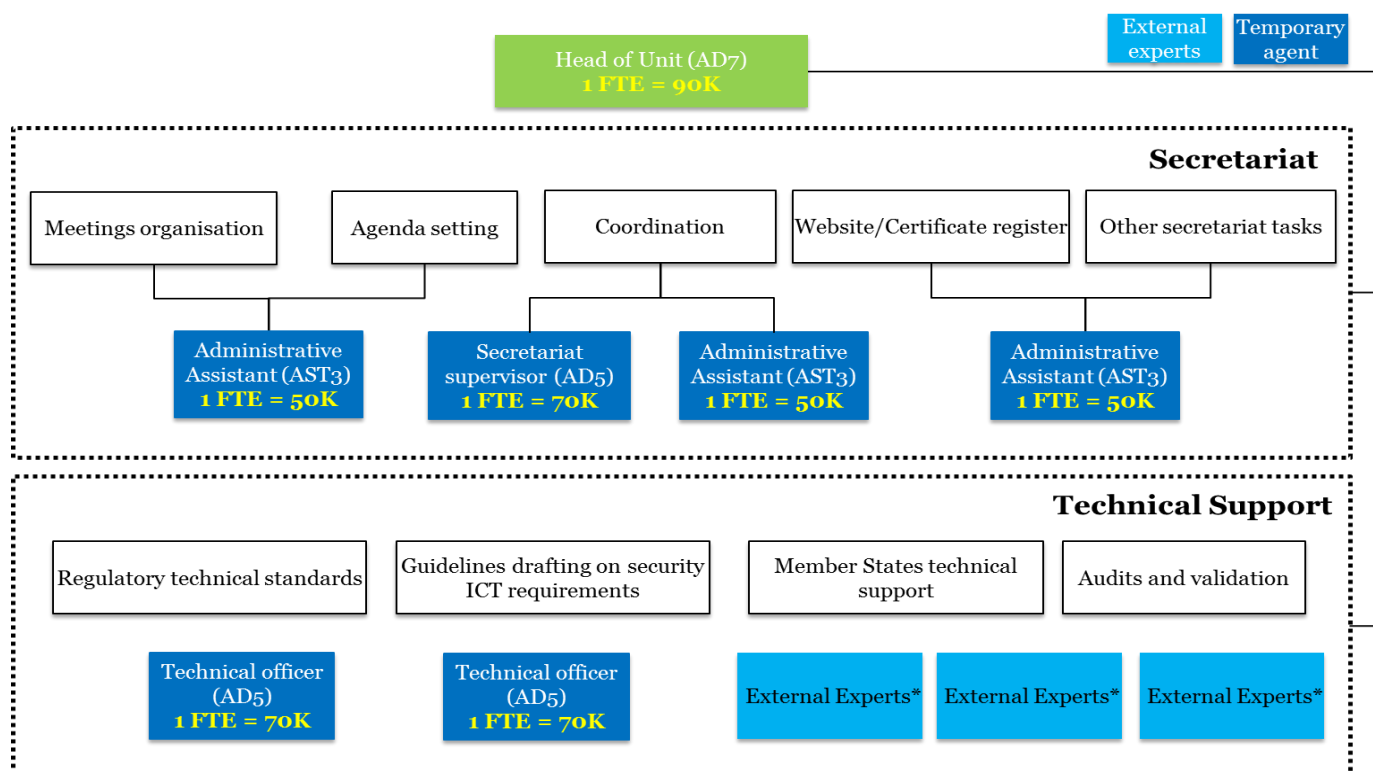 External
experts
Temporary
agent
Head of Unit (AD7)
1 FTE = 90K
Secretariat
Meetings organisation
Agenda setting
Coordination
Website/Certificate register
Other secretariat tasks
Administrative
Assistant (AST3)
1 FTE = 50K
Secretariat
supervisor (AD5)
1 FTE = 70K
Administrative
Assistant (AST3)
1 FTE = 50K
Administrative
Assistant (AST3)
1 FTE = 50K
Technical Support
Regulatory technical standards
Guidelines drafting on security
ICT requirements
Member States technical
support
Audits and validation
Technical officer
(AD5)
1 FTE = 70K
Technical officer
(AD5)
1 FTE = 70K
External Experts*
External Experts*
External Experts*